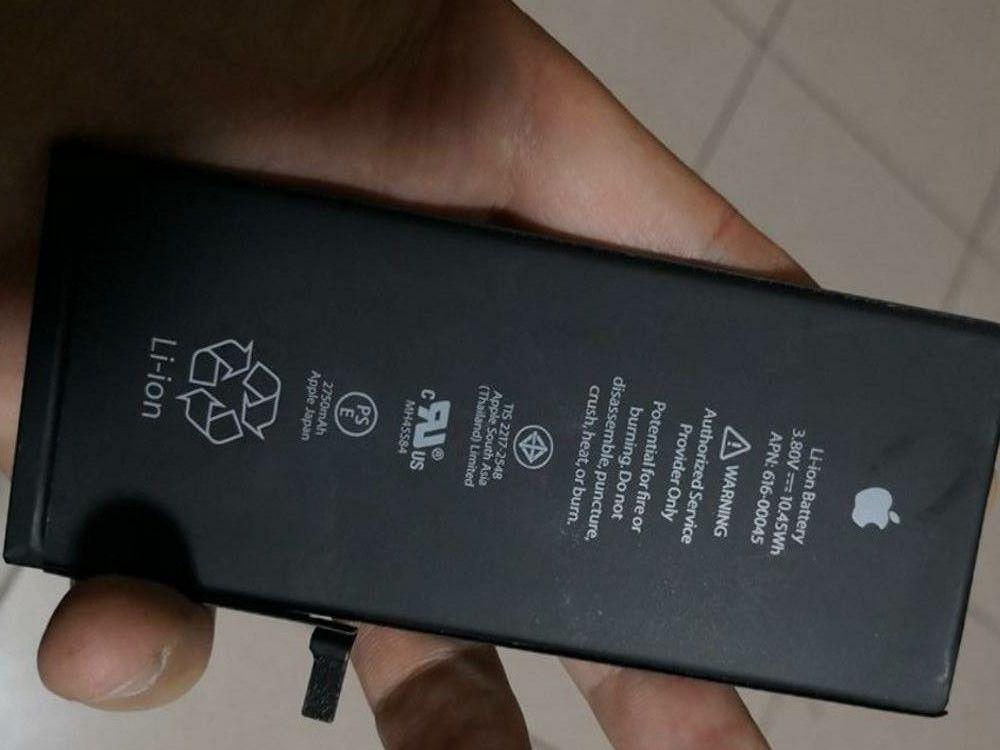 Li-ion Battery
3.80V ⎓ 10.45Wh
APN: 616-00045
⚠ WARNING
Authorized Service
Provider Only
Potential for fire or
burning. Do not
disassemble, puncture,
crush, heat, or burn.
TIS 2217-2548
Apple South Asia
(Thailand) Limited
c RU® US
MH45584
PS
E
2750mAh
Apple Japan
Li-ion